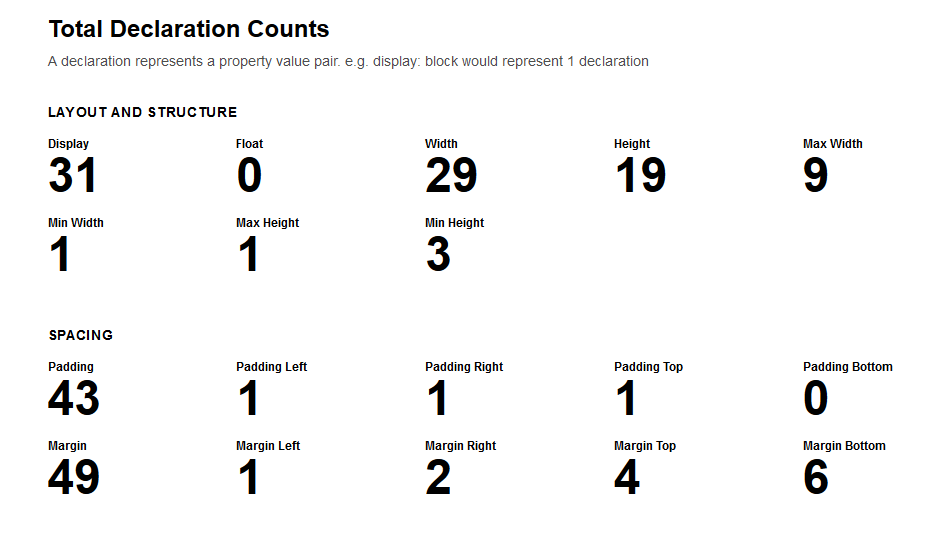 Total Declaration Counts
A declaration represents a property value pair. e.g. display: block would represent 1 declaration
LAYOUT AND STRUCTURE
Display Float Width Height Max Width
31 0 29 19 9
Min Width Max Height Min Height
1 1 3
SPACING
Padding Padding Left Padding Right Padding Top Padding Bottom
43 1 1 1 0
Margin Margin Left Margin Right Margin Top Margin Bottom
49 1 2 4 6